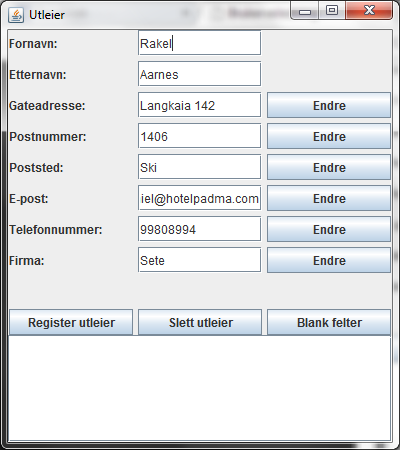 Utleier
Fornavn: Rakel
Etternavn: Aarnes
Gateadresse: Langkaia 142 Endre
Postnummer: 1406 Endre
Poststed: Ski Endre
E-post: iel@hotelpadma.com Endre
Telefonnummer: 99808994 Endre
Firma: Sete Endre
Register utleier Slett utleier Blank felter